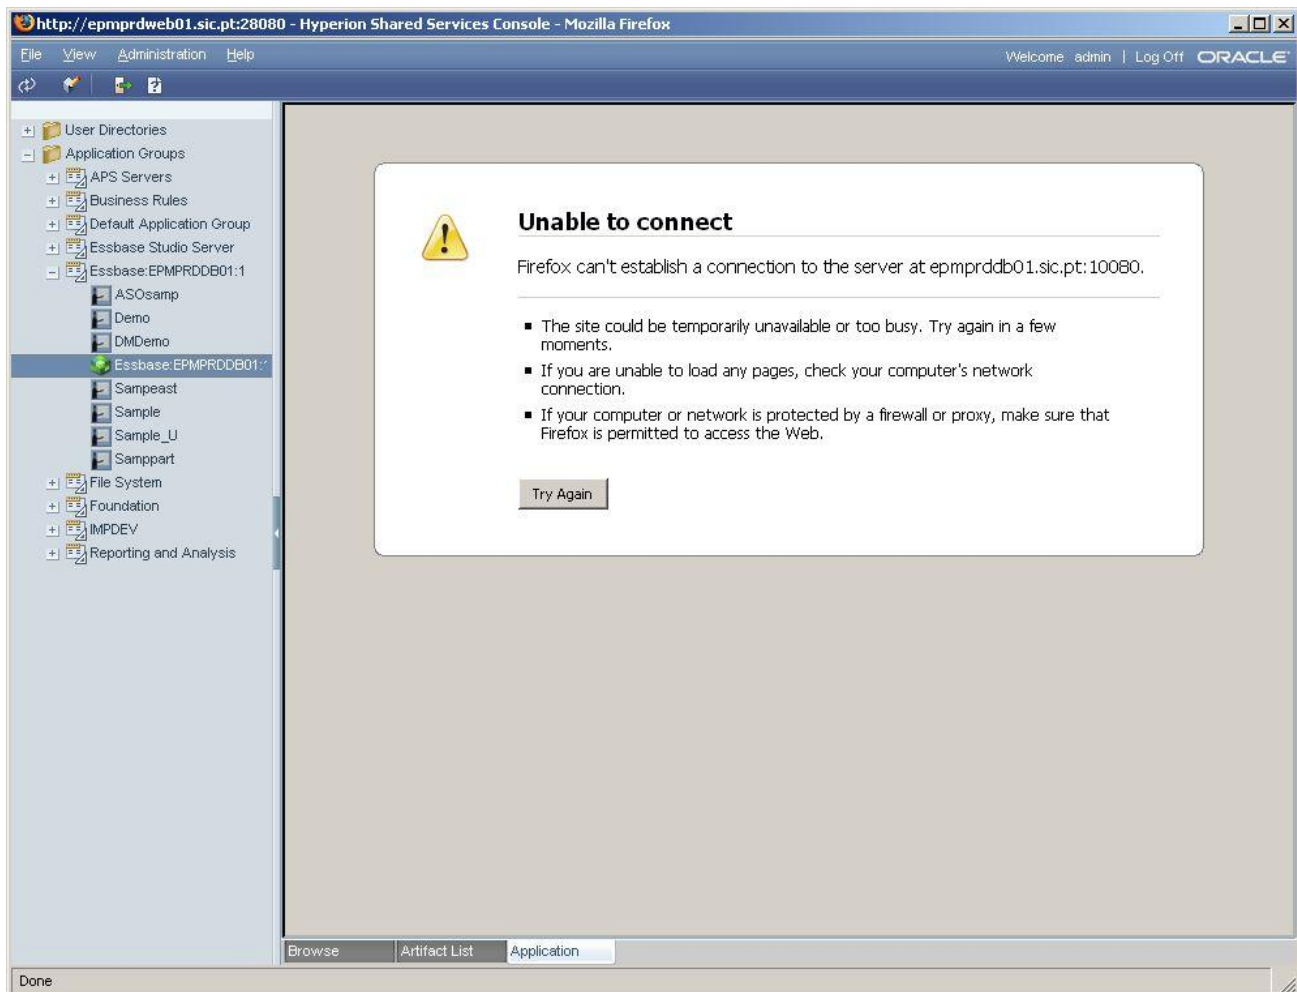 http://epmprdweb01.sic.pt:28080 - Hyperion Shared Services Console - Mozilla Firefox
File View Administration Help
Welcome admin | Log Off ORACLE
User Directories
Application Groups
APS Servers
Business Rules
Default Application Group
Essbase Studio Server
Essbase:EPMPRDDB01:1
ASOsamp
Demo
DMDemo
Essbase:EPMPRDDB01:1
Sampeast
Sample
Sample_U
Samppart
File System
Foundation
IMPDEV
Reporting and Analysis
Unable to connect
Firefox can't establish a connection to the server at epmprddb01.sic.pt:10080.
The site could be temporarily unavailable or too busy. Try again in a few
moments.
If you are unable to load any pages, check your computer's network
connection.
If your computer or network is protected by a firewall or proxy, make sure that
Firefox is permitted to access the Web.
Try Again
Browse Artifact List Application
Done